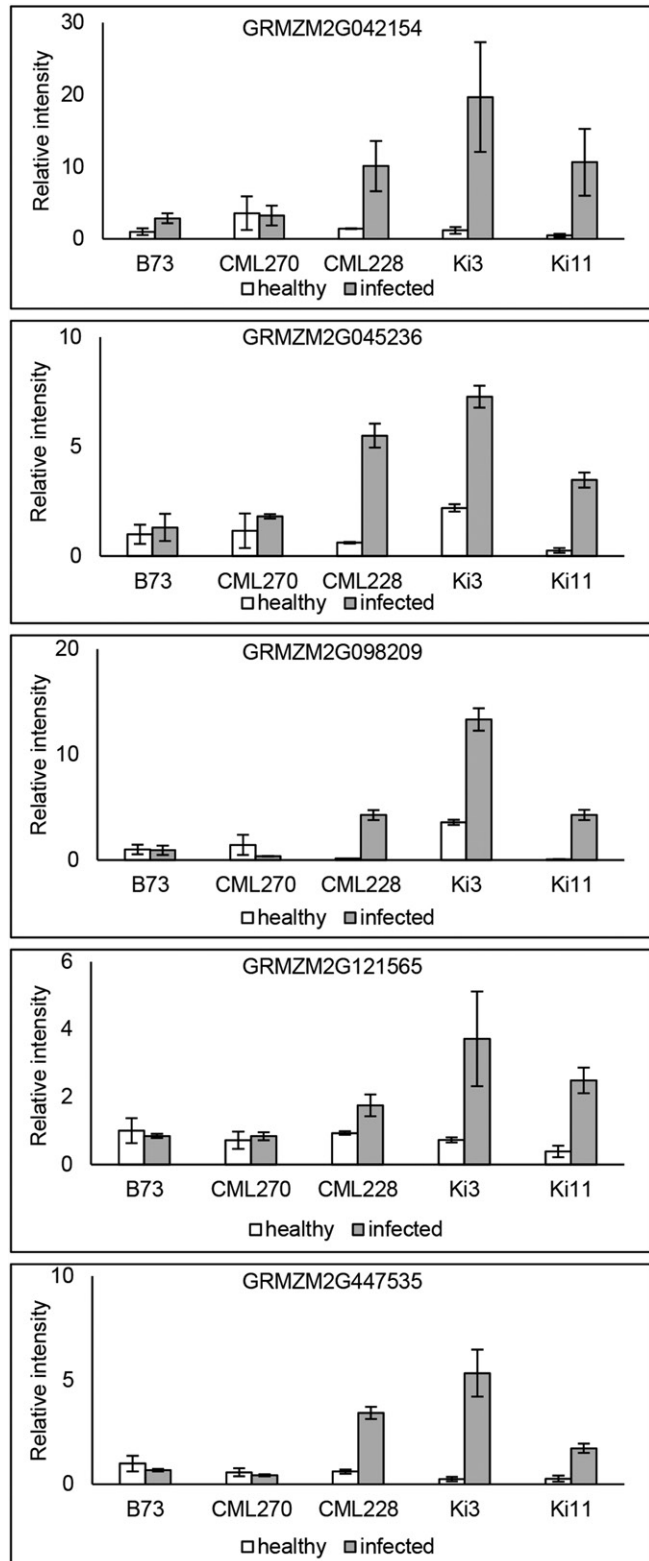 GRMZM2G042154
Relative intensity
30
20
10
0
B73 CML270 CML228 Ki3 Ki11
healthy infected
GRMZM2G045236
Relative intensity
10
5
0
B73 CML270 CML228 Ki3 Ki11
healthy infected
GRMZM2G098209
Relative intensity
20
10
0
B73 CML270 CML228 Ki3 Ki11
healthy infected
GRMZM2G121565
Relative intensity
6
4
2
0
B73 CML270 CML228 Ki3 Ki11
healthy infected
GRMZM2G447535
Relative intensity
10
5
0
B73 CML270 CML228 Ki3 Ki11
healthy infected